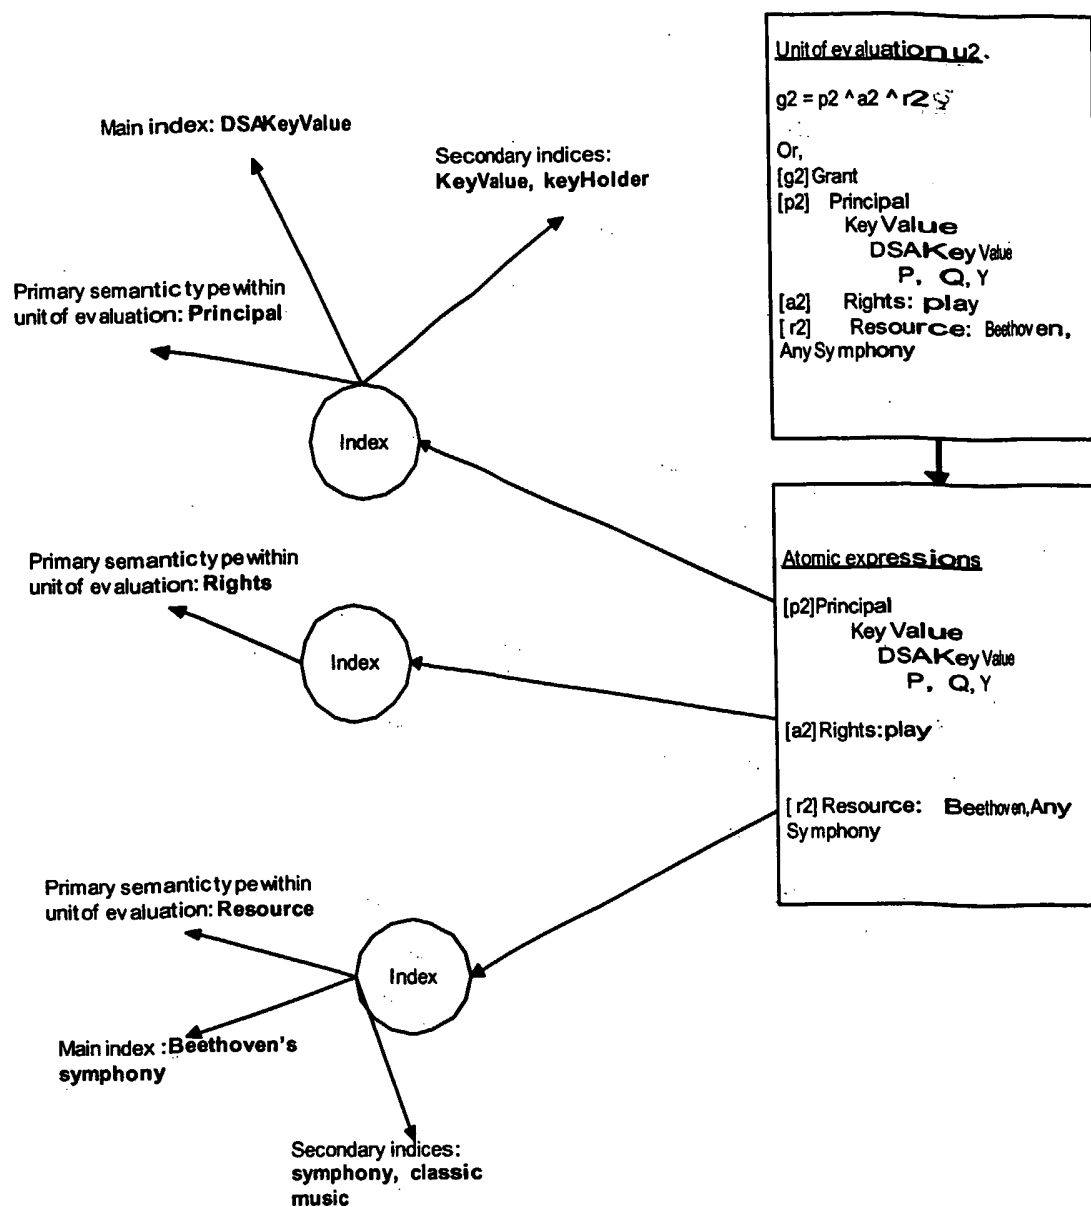 Unit of evaluation u2.
g2 = p2 ^ a2 ^ r2
Or,
[g2] Grant
[p2] Principal
KeyValue
DSAKeyValue
P, Q, Y
[a2] Rights: play
[r2] Resource: Beethoven,
Any Symphony
Main index: DSAKeyValue
Secondary indices:
KeyValue, keyHolder
Primary semantic type within
unit of evaluation: Principal
Index
Atomic expressions
[p2]Principal
KeyValue
DSAKeyValue
P, Q, Y
[a2] Rights:play
[r2] Resource: Beethoven,Any
Symphony
Primary semantic type within
unit of evaluation: Rights
Index
Primary semantic type within
unit of evaluation: Resource
Index
Main index :Beethoven's
symphony
Secondary indices:
symphony, classic
music